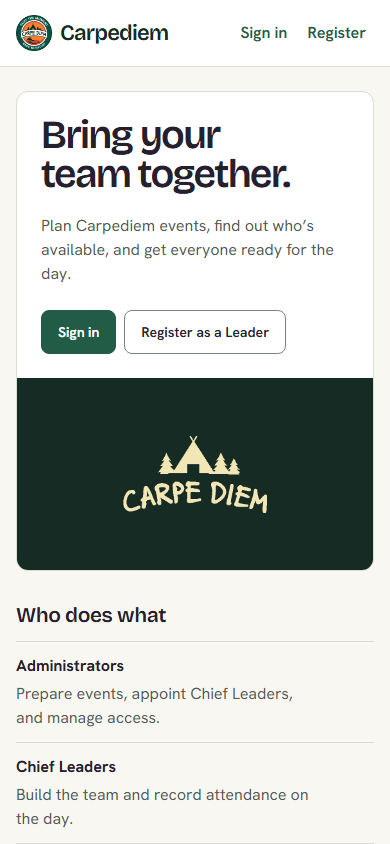 CARPE DIEM
Carpediem
Sign in
Register
Bring your
team together.
Plan Carpediem events, find out who’s
available, and get everyone ready for the
day.
Sign in
Register as a Leader
CARPE DIEM
Who does what
Administrators
Prepare events, appoint Chief Leaders,
and manage access.
Chief Leaders
Build the team and record attendance on
the day.